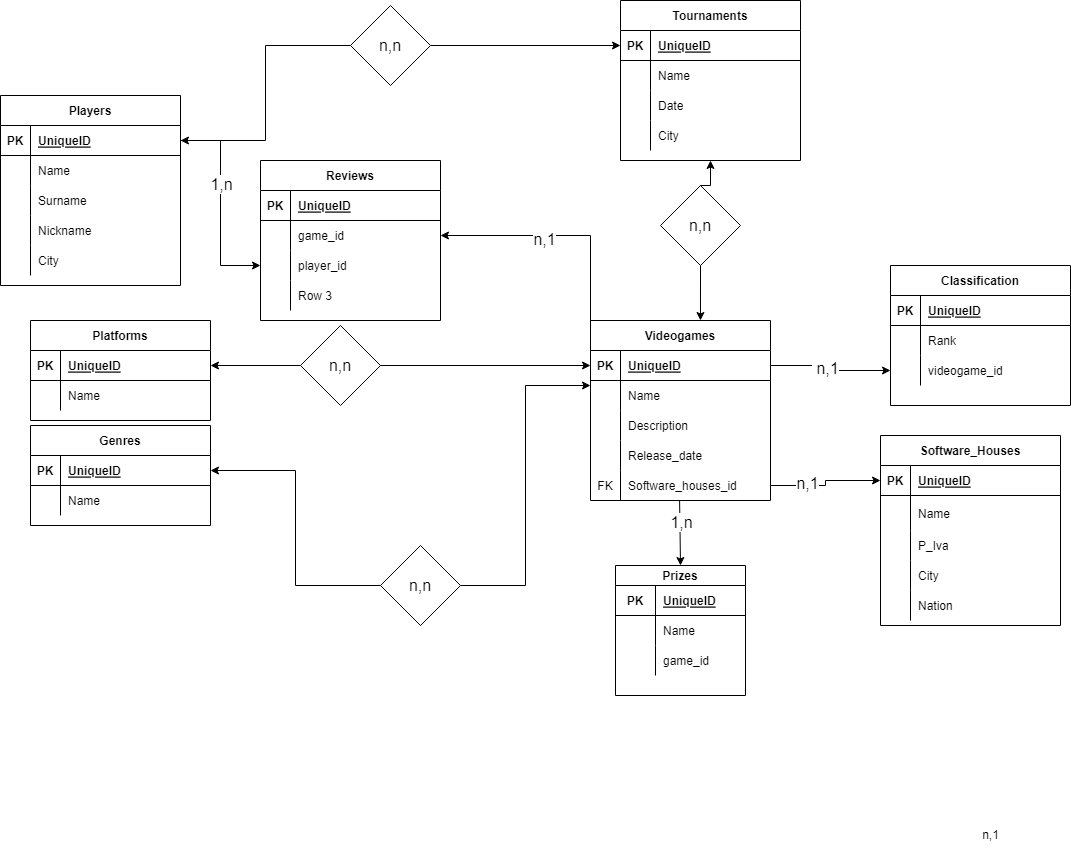 Tournaments
PK UniqueID
Name
Date
City
n,n
Players
PK UniqueID
Name
Surname
Nickname
City
1,n
Reviews
PK UniqueID
game_id
player_id
Row 3
n,1
n,n
Classification
PK UniqueID
Rank
videogame_id
n,1
Platforms
PK UniqueID
Name
n,n
Videogames
PK UniqueID
Name
Description
Release_date
FK Software_houses_id
Genres
PK UniqueID
Name
n,n
Software_Houses
PK UniqueID
Name
P_Iva
City
Nation
n,1
1,n
Prizes
PK UniqueID
Name
game_id
n,1